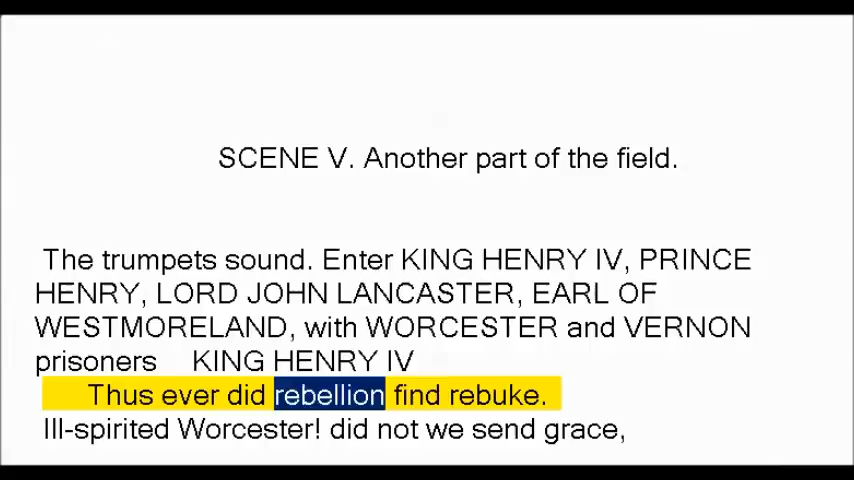 SCENE V. Another part of the field.
The trumpets sound. Enter KING HENRY IV, PRINCE
HENRY, LORD JOHN LANCASTER, EARL OF
WESTMORELAND, with WORCESTER and VERNON
prisoners    KING HENRY IV
Thus ever did rebellion find rebuke.
Ill-spirited Worcester! did not we send grace,